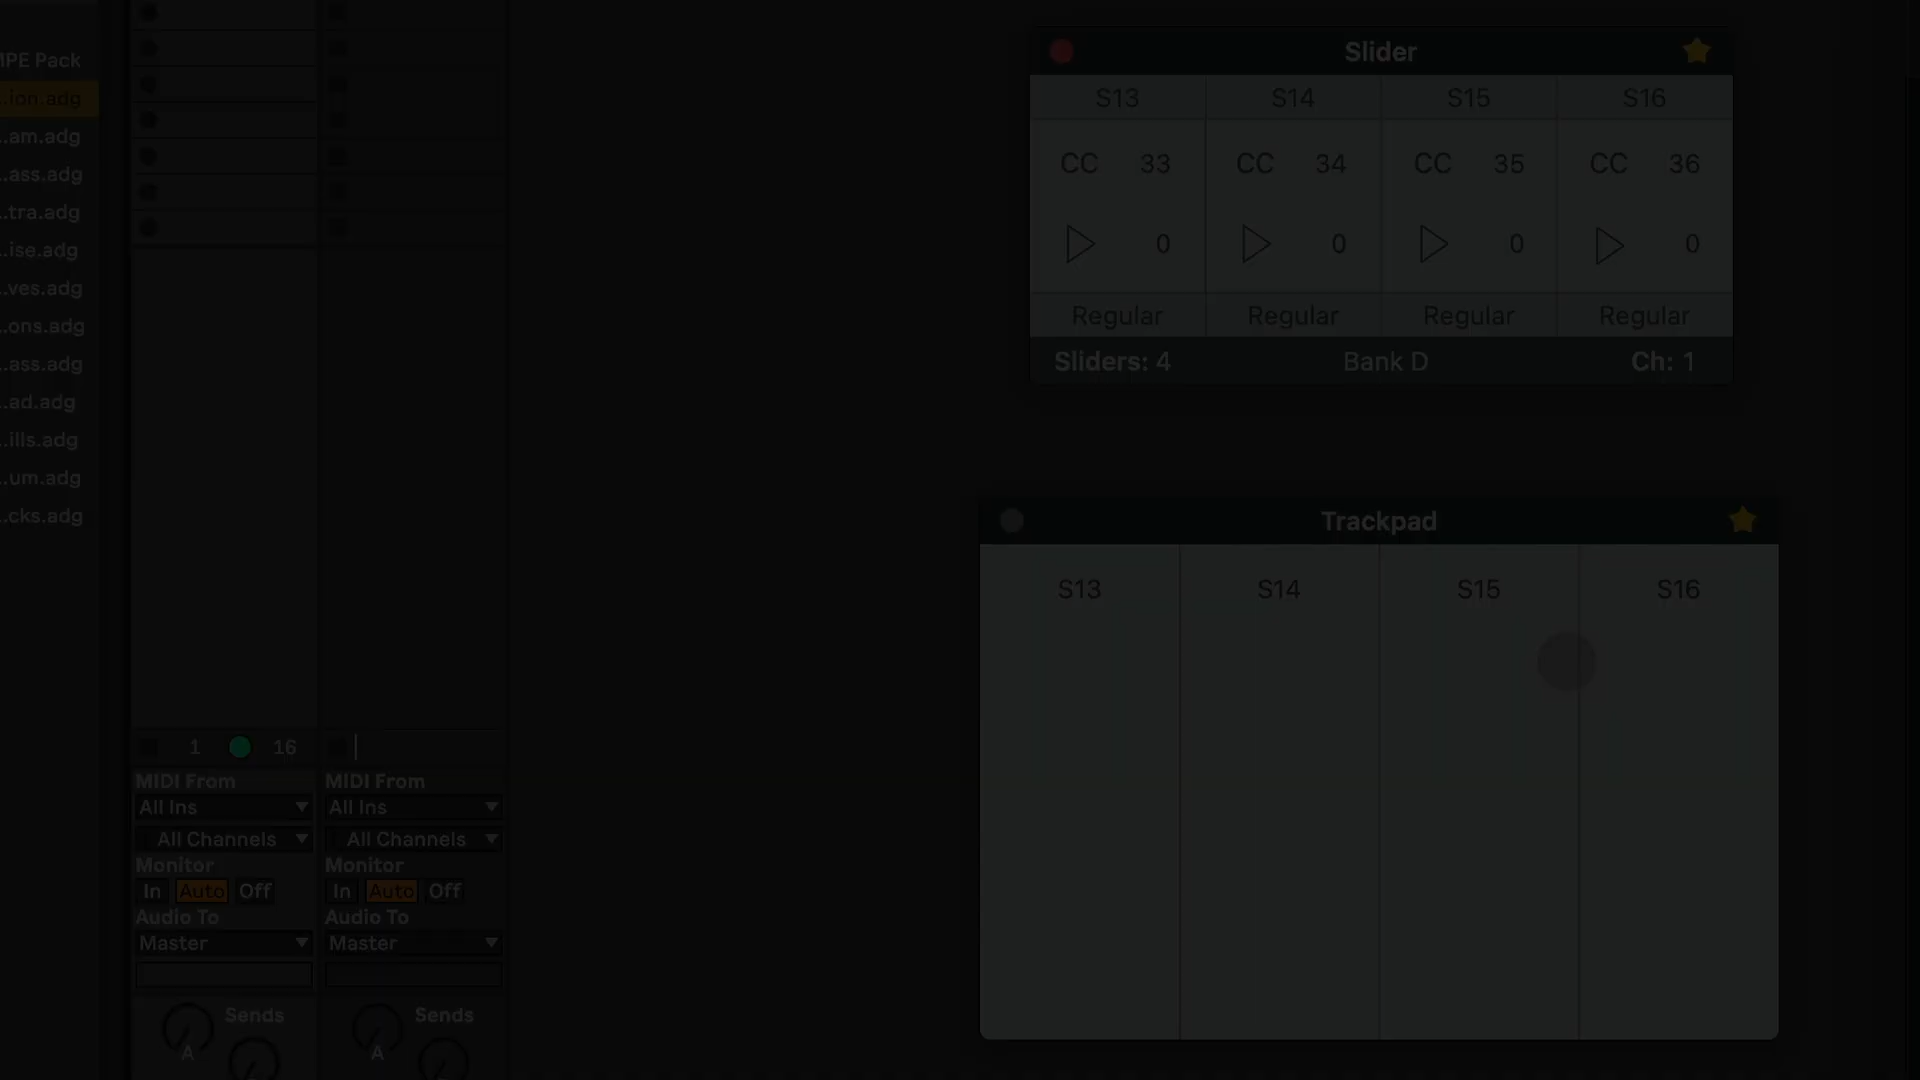 MPE Pack
...ion.adg
...am.adg
...ass.adg
...tra.adg
...ise.adg
...ves.adg
...ons.adg
...ass.adg
...ad.adg
...ills.adg
...um.adg
...cks.adg
1 16
MIDI From
All Ins
All Channels
Monitor
In Auto Off
Audio To
Master
Sends
A
MIDI From
All Ins
All Channels
Monitor
In Auto Off
Audio To
Master
Sends
A
Slider
S13 S14 S15 S16
CC 33 CC 34 CC 35 CC 36
0 0 0 0
Regular Regular Regular Regular
Sliders: 4 Bank D Ch: 1
Trackpad
S13 S14 S15 S16